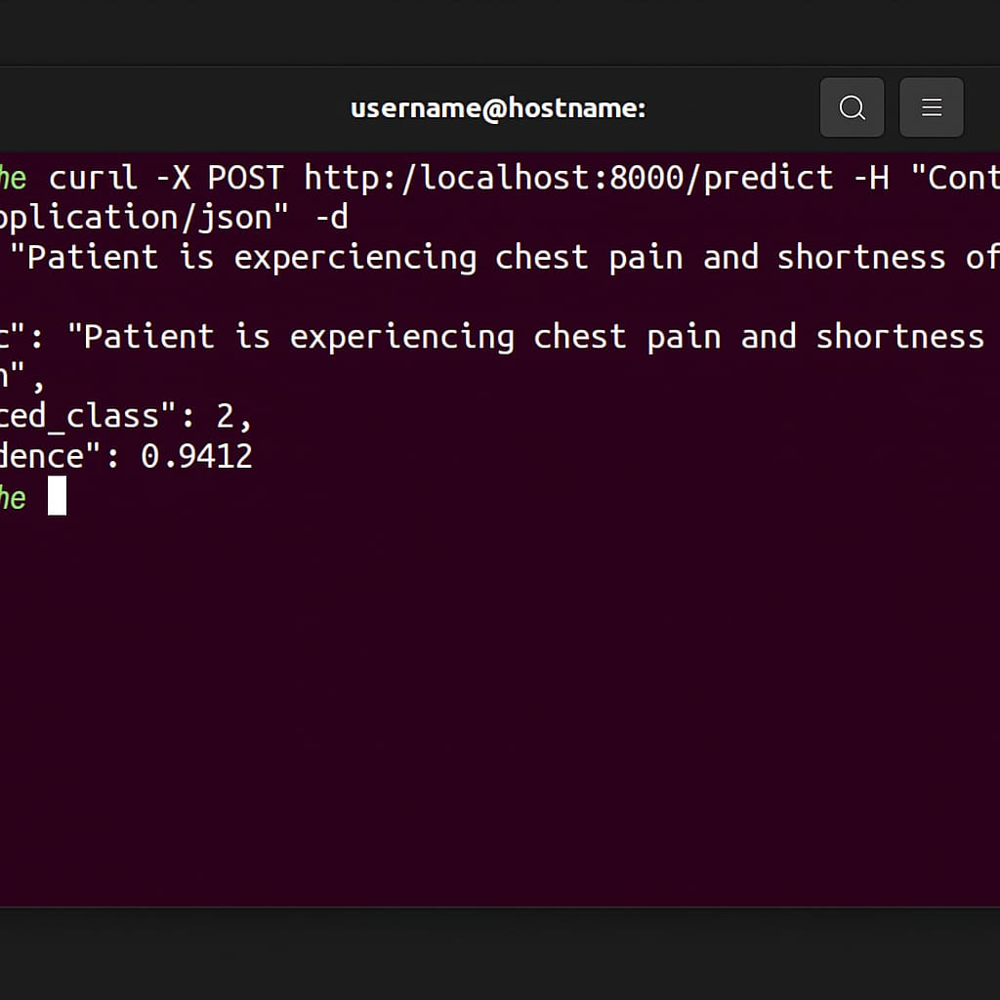 username@hostname:
he curıl -X POST http:/localhost:8000/predict -H "Cont
pplication/json" -d
"Patient is experciencing chest pain and shortness of
c": "Patient is experiencing chest pain and shortness
n",
ced_class": 2,
dence": 0.9412
he